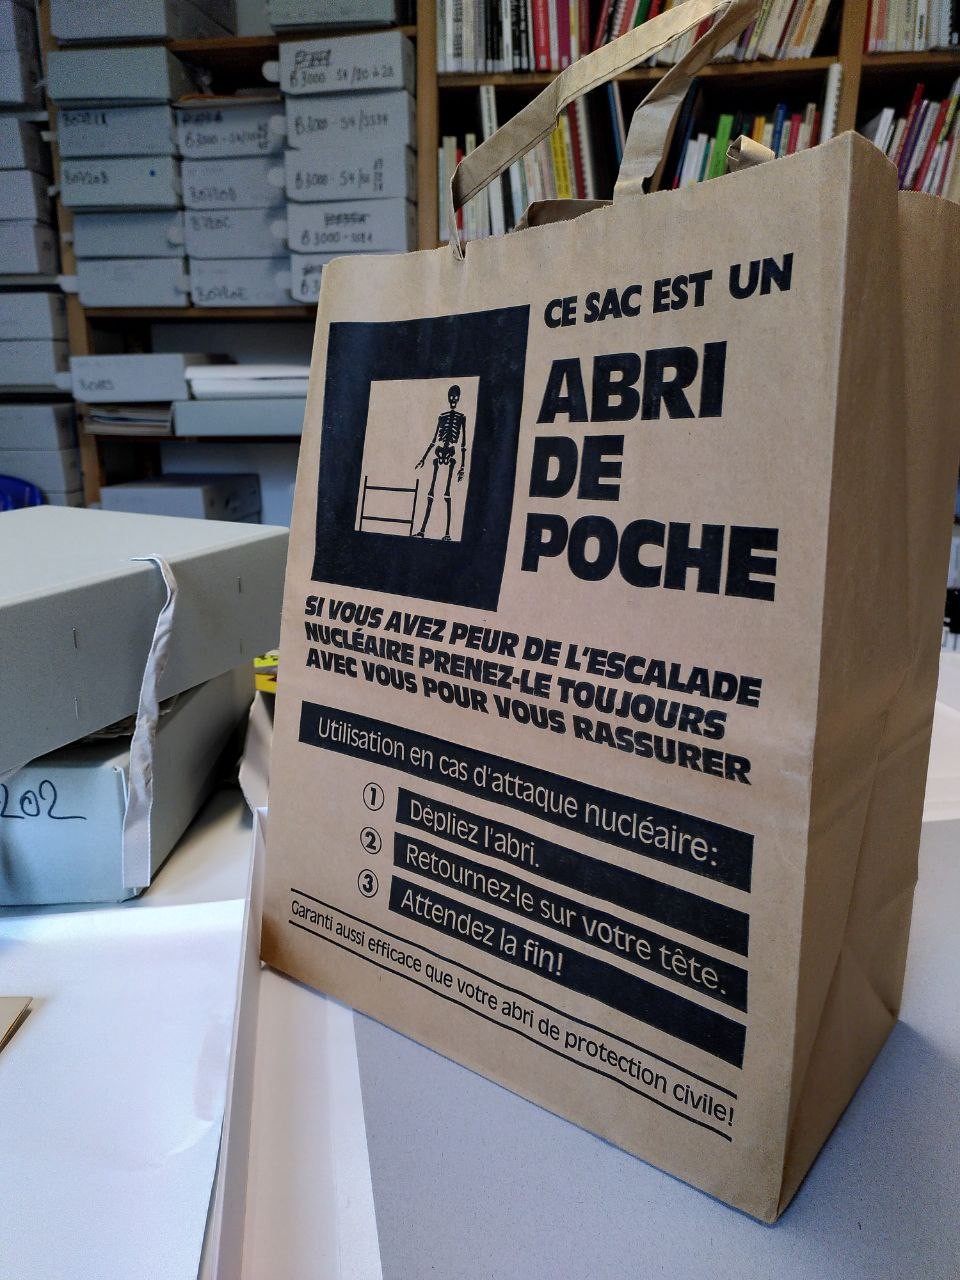 CE SAC EST UN
ABRI
DE
POCHE
SI VOUS AVEZ PEUR DE L'ESCALADE
NUCLÉAIRE PRENEZ-LE TOUJOURS
AVEC VOUS POUR VOUS RASSURER
Utilisation en cas d'attaque nucléaire:
1 Dépliez l'abri.
2 Retournez-le sur votre tête.
3 Attendez la fin!
Garanti aussi efficace que votre abri de protection civile!